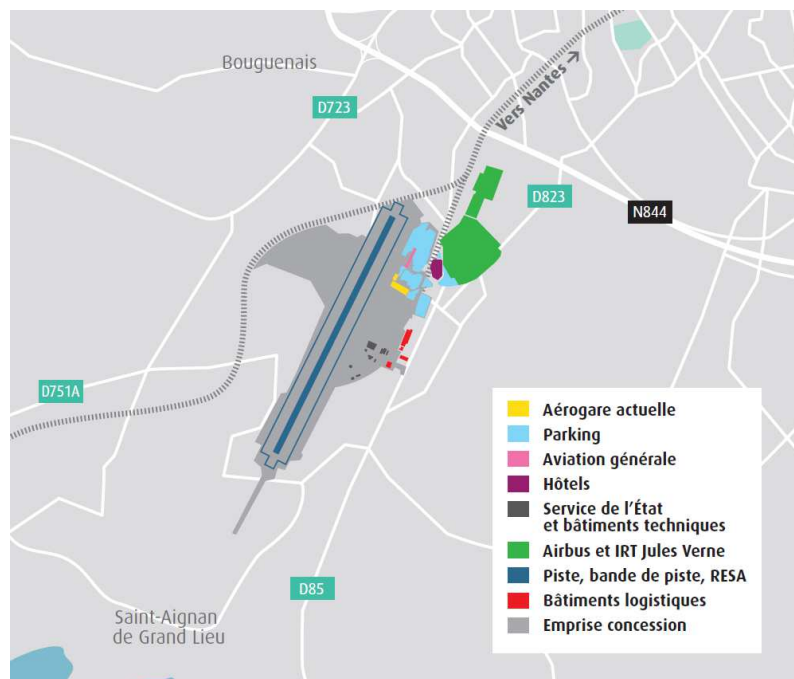 Bouguenais
D723
Vers Nantes →
D823
N844
D751A
D85
Saint-Aignan
de Grand Lieu
Aérogare actuelle
Parking
Aviation générale
Hôtels
Service de l'État
et bâtiments techniques
Airbus et IRT Jules Verne
Piste, bande de piste, RESA
Bâtiments logistiques
Emprise concession